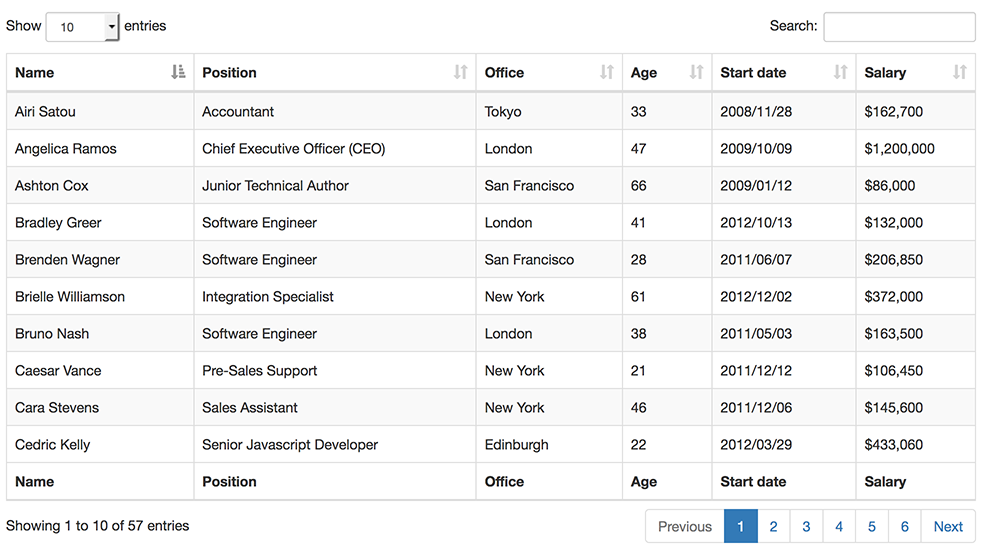 Show 10 entries Search:
Name Position Office Age Start date Salary
Airi Satou Accountant Tokyo 33 2008/11/28 $162,700
Angelica Ramos Chief Executive Officer (CEO) London 47 2009/10/09 $1,200,000
Ashton Cox Junior Technical Author San Francisco 66 2009/01/12 $86,000
Bradley Greer Software Engineer London 41 2012/10/13 $132,000
Brenden Wagner Software Engineer San Francisco 28 2011/06/07 $206,850
Brielle Williamson Integration Specialist New York 61 2012/12/02 $372,000
Bruno Nash Software Engineer London 38 2011/05/03 $163,500
Caesar Vance Pre-Sales Support New York 21 2011/12/12 $106,450
Cara Stevens Sales Assistant New York 46 2011/12/06 $145,600
Cedric Kelly Senior Javascript Developer Edinburgh 22 2012/03/29 $433,060
Name Position Office Age Start date Salary
Showing 1 to 10 of 57 entries Previous 1 2 3 4 5 6 Next